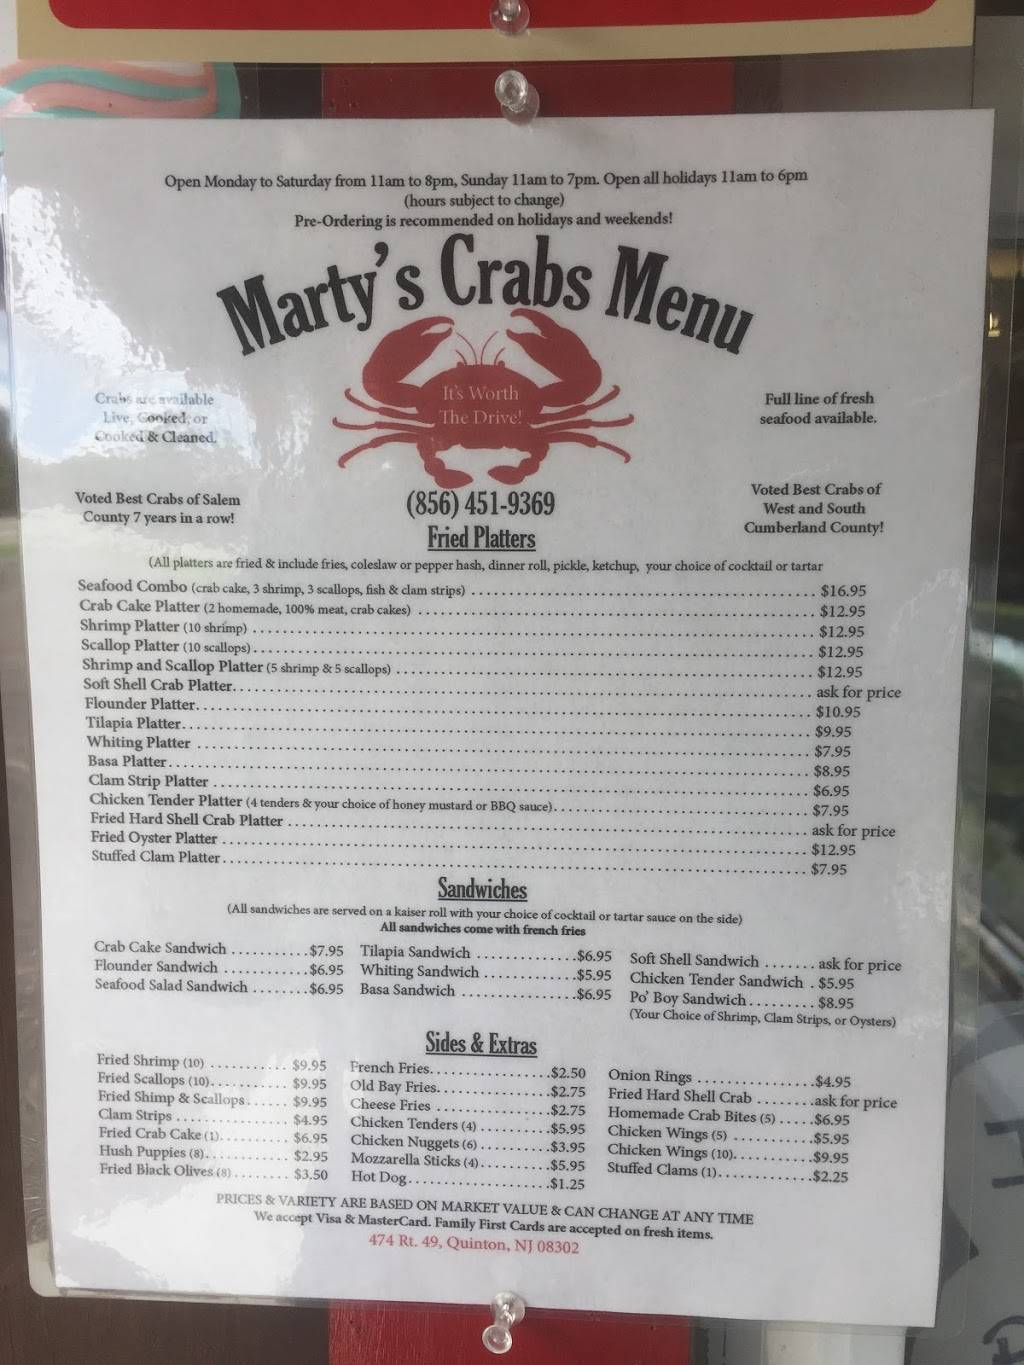 Open Monday to Saturday from 11am to 8pm, Sunday 11am to 7pm. Open all holidays 11am to 6pm
(hours subject to change)
Pre-Ordering is recommended on holidays and weekends!
Marty's Crabs Menu
It's Worth
The Drive!
Crabs are available
Live, Cooked, or
Cooked & Cleaned.
Full line of fresh
seafood available.
Voted Best Crabs of Salem
County 7 years in a row!
(856) 451-9369
Voted Best Crabs of
West and South
Cumberland County!
Fried Platters
(All platters are fried & include fries, coleslaw or pepper hash, dinner roll, pickle, ketchup, your choice of cocktail or tartar
Seafood Combo (crab cake, 3 shrimp, 3 scallops, fish & clam strips) $16.95
Crab Cake Platter (2 homemade, 100% meat, crab cakes) $12.95
Shrimp Platter (10 shrimp) $12.95
Scallop Platter (10 scallops) $12.95
Shrimp and Scallop Platter (5 shrimp & 5 scallops) $12.95
Soft Shell Crab Platter ask for price
Flounder Platter $10.95
Tilapia Platter $9.95
Whiting Platter $7.95
Basa Platter $8.95
Clam Strip Platter $6.95
Chicken Tender Platter (4 tenders & your choice of honey mustard or BBQ sauce) $7.95
Fried Hard Shell Crab Platter ask for price
Fried Oyster Platter $12.95
Stuffed Clam Platter $7.95
Sandwiches
(All sandwiches are served on a kaiser roll with your choice of cocktail or tartar sauce on the side)
All sandwiches come with french fries
Crab Cake Sandwich $7.95
Flounder Sandwich $6.95
Seafood Salad Sandwich $6.95
Tilapia Sandwich $6.95
Whiting Sandwich $5.95
Basa Sandwich $6.95
Soft Shell Sandwich ask for price
Chicken Tender Sandwich $5.95
Po' Boy Sandwich $8.95
(Your Choice of Shrimp, Clam Strips, or Oysters)
Sides & Extras
Fried Shrimp (10) $9.95
Fried Scallops (10) $9.95
Fried Shimp & Scallops $9.95
Clam Strips $4.95
Fried Crab Cake (1) $6.95
Hush Puppies (8) $2.95
Fried Black Olives (8) $3.50
French Fries $2.50
Old Bay Fries $2.75
Cheese Fries $2.75
Chicken Tenders (4) $5.95
Chicken Nuggets (6) $3.95
Mozzarella Sticks (4) $5.95
Hot Dog $1.25
Onion Rings $4.95
Fried Hard Shell Crab ask for price
Homemade Crab Bites (5) $6.95
Chicken Wings (5) $5.95
Chicken Wings (10) $9.95
Stuffed Clams (1) $2.25
PRICES & VARIETY ARE BASED ON MARKET VALUE & CAN CHANGE AT ANY TIME
We accept Visa & MasterCard. Family First Cards are accepted on fresh items.
474 Rt. 49, Quinton, NJ 08302